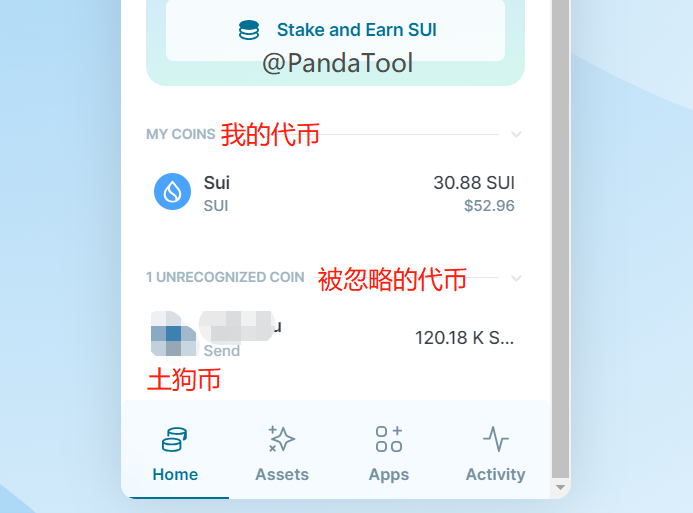 Stake and Earn SUI
@PandaTool
MY COINS 我的代币
Sui
30.88 SUI
SUI
$52.96
1 UNRECOGNIZED COIN 被忽略的代币
120.18 K S...
Send
土狗币
Home
Assets
Apps
Activity